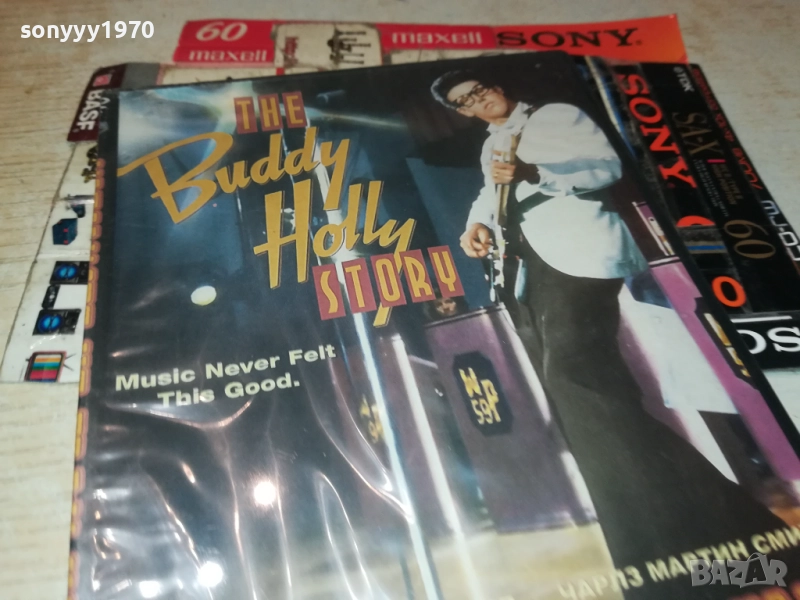 sonyyy1970
60
maxell
maxell
SONY
BASF
THE
Buddy
Holly
STORY
Music Never Felt
This Good.
SONY
60
ЧАРЛЗ МАРТИН СМИ
BAZAR